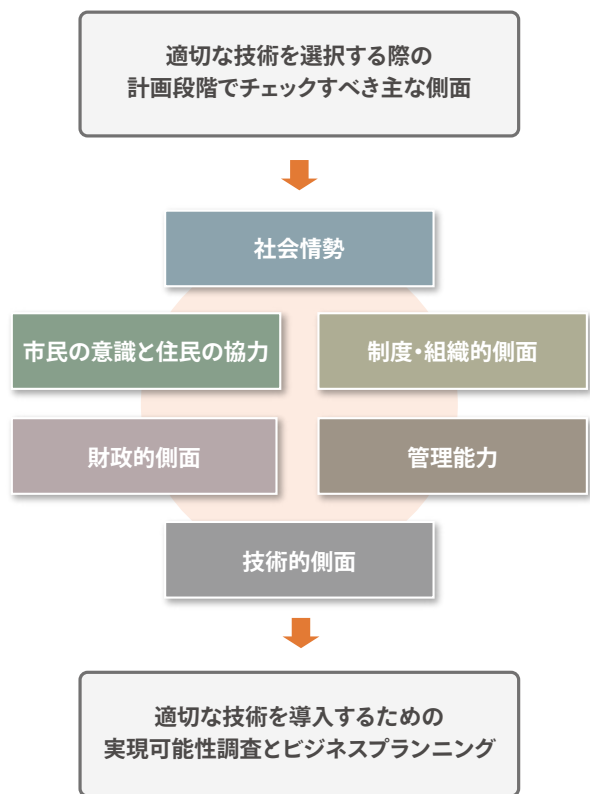 適切な技術を選択する際の
計画段階でチェックすべき主な側面
社会情勢
市民の意識と住民の協力
制度・組織的側面
財政的側面
管理能力
技術的側面
適切な技術を導入するための
実現可能性調査とビジネスプランニング